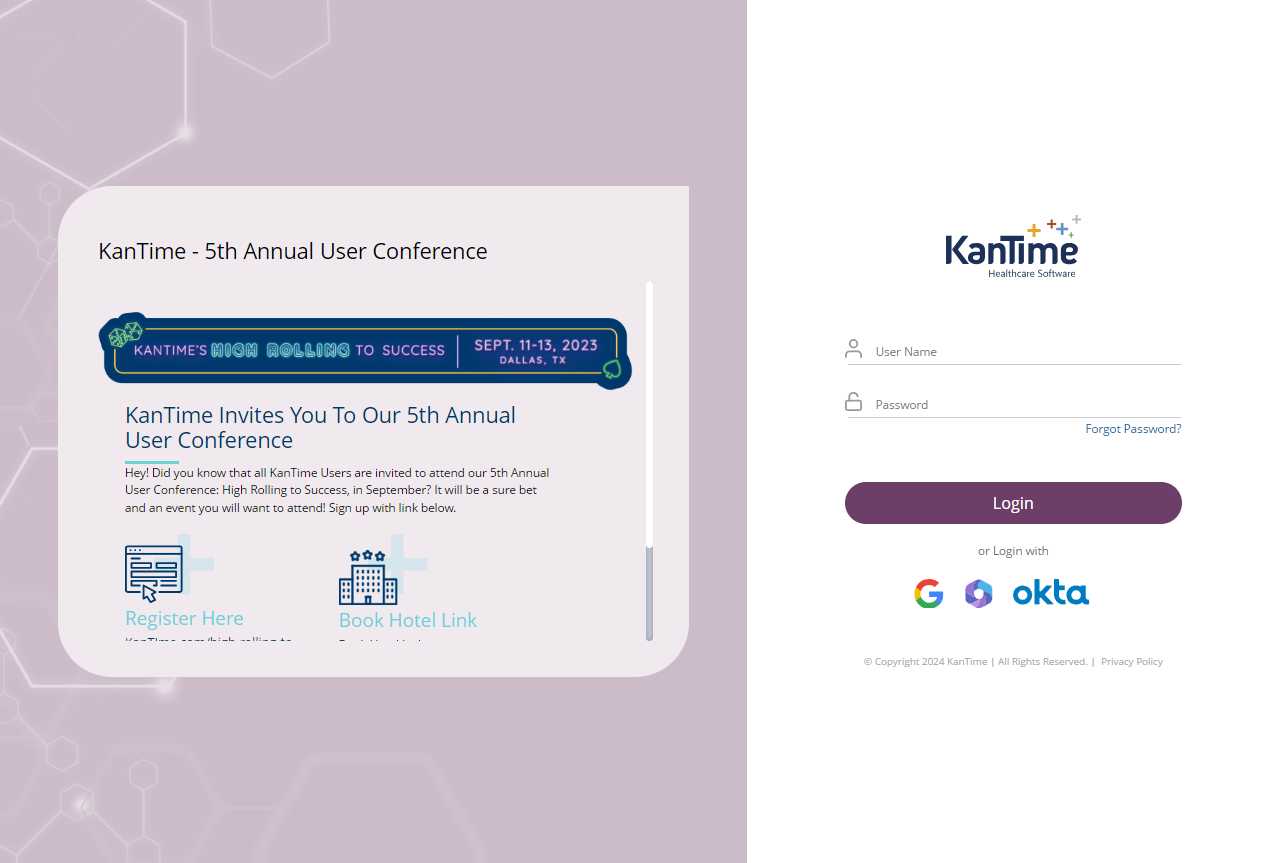 KanTime - 5th Annual User Conference
KANTIME'S HIGH ROLLING TO SUCCESS
SEPT. 11-13, 2023
DALLAS, TX
KanTime Invites You To Our 5th Annual
User Conference
Hey! Did you know that all KanTime Users are invited to attend our 5th Annual
User Conference: High Rolling to Success, in September? It will be a sure bet
and an event you will want to attend! Sign up with link below.
Register Here
Book Hotel Link
KanTime
Healthcare Software
User Name
Password
Forgot Password?
Login
or Login with
okta
© Copyright 2024 KanTime | All Rights Reserved. | Privacy Policy